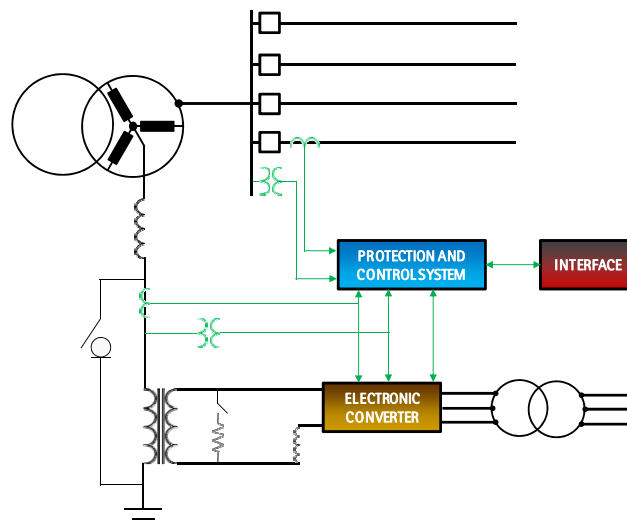 PROTECTION AND
CONTROL SYSTEM
INTERFACE
ELECTRONIC
CONVERTER